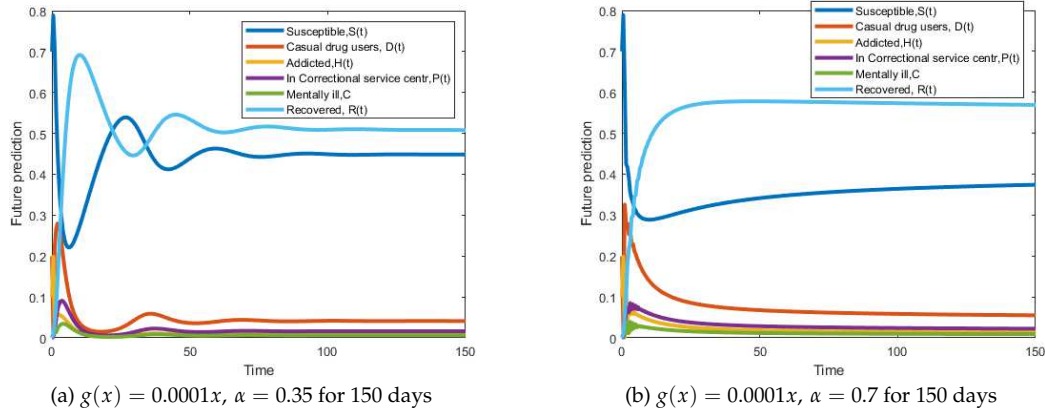 0.8
0.7
0.6
0.5
0.4
0.3
0.2
0.1
0
Future prediction
Susceptible,S(t)
Casual drug users, D(t)
Addicted,H(t)
In Correctional service centr,P(t)
Mentally ill,C
Recovered, R(t)
0 50 100 150
Time
(a) g(x) = 0.0001x, α = 0.35 for 150 days
0.8
0.7
0.6
0.5
0.4
0.3
0.2
0.1
0
Future prediction
Susceptible,S(t)
Casual drug users, D(t)
Addicted,H(t)
In Correctional service centr,P(t)
Mentally ill,C
Recovered, R(t)
0 50 100 150
Time
(b) g(x) = 0.0001x, α = 0.7 for 150 days